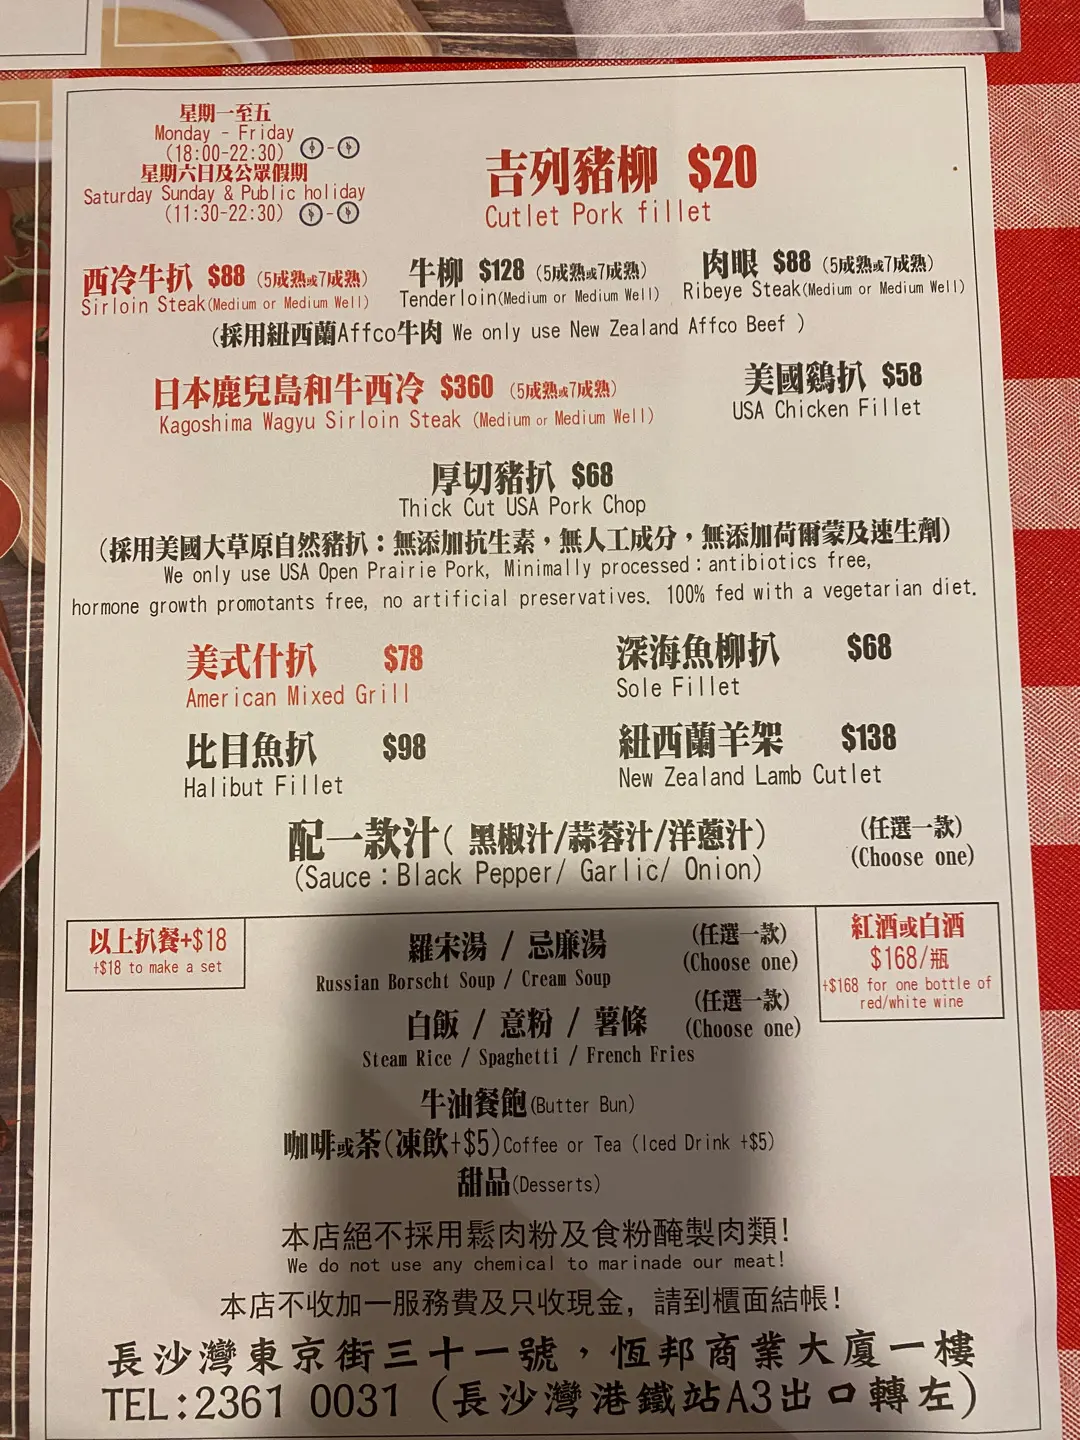 星期一至五
Monday - Friday
(18:00-22:30)
星期六日及公眾假期
Saturday Sunday & Public holiday
(11:30-22:30)
吉列豬柳 $20
Cutlet Pork fillet
西冷牛扒 $88 (5成熟或7成熟)
Sirloin Steak(Medium or Medium Well)
牛柳 $128 (5成熟或7成熟)
Tenderloin(Medium or Medium Well)
肉眼 $88 (5成熟或7成熟)
Ribeye Steak(Medium or Medium Well)
(採用紐西蘭Affco牛肉 We only use New Zealand Affco Beef )
日本鹿兒島和牛西冷 $360 (5成熟或7成熟)
Kagoshima Wagyu Sirloin Steak (Medium or Medium Well)
美國鷄扒 $58
USA Chicken Fillet
厚切豬扒 $68
Thick Cut USA Pork Chop
(採用美國大草原自然豬扒：無添加抗生素，無人工成分，無添加荷爾蒙及速生劑)
We only use USA Open Prairie Pork, Minimally processed：antibiotics free,
hormone growth promotants free, no artificial preservatives. 100% fed with a vegetarian diet.
美式什扒 $78
American Mixed Grill
深海魚柳扒 $68
Sole Fillet
比目魚扒 $98
Halibut Fillet
紐西蘭羊架 $138
New Zealand Lamb Cutlet
配一款汁( 黑椒汁/蒜蓉汁/洋蔥汁) (任選一款)
(Sauce：Black Pepper/ Garlic/ Onion) (Choose one)
以上扒餐+$18
+$18 to make a set
羅宋湯 / 忌廉湯 (任選一款)
Russian Borscht Soup / Cream Soup (Choose one)
紅酒或白酒
$168/瓶
+$168 for one bottle of
red/white wine
白飯 / 意粉 / 薯條 (任選一款)
Steam Rice / Spaghetti / French Fries (Choose one)
牛油餐飽(Butter Bun)
咖啡或茶(凍飲+$5)Coffee or Tea (Iced Drink +$5)
甜品(Desserts)
本店絕不採用鬆肉粉及食粉醃製肉類!
We do not use any chemical to marinade our meat!
本店不收加一服務費及只收現金, 請到櫃面結帳!
長沙灣東京街三十一號，恆邦商業大廈一樓
TEL:2361 0031 (長沙灣港鐵站A3出口轉左)